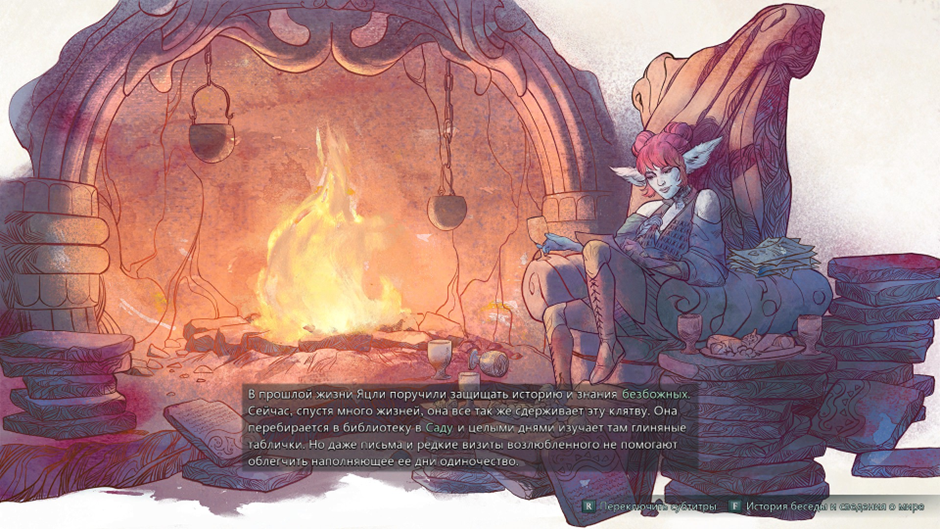 В прошлой жизни Яцли поручили защищать историю и знания безбожных.
Сейчас, спустя много жизней, она все так же сдерживает эту клятву. Она
перебирается в библиотеку в Саду и целыми днями изучает там глиняные
таблички. Но даже письма и редкие визиты возлюбленного не помогают
облегчить наполняющее ее дни одиночество.
R Переключить субтитры F История беседы и сведения о мире